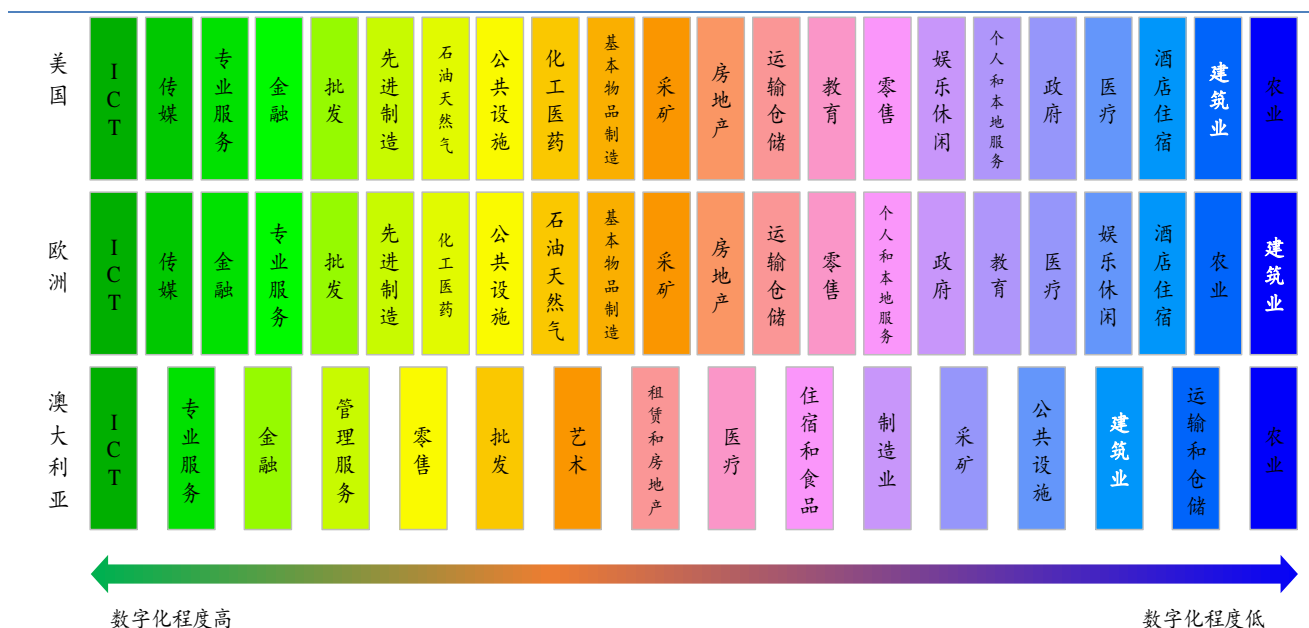 美国
ICT
传媒
专业服务
金融
批发
先进制造
石油天然气
公共设施
化工医药
基本物品制造
采矿
房地产
运输仓储
教育
零售
娱乐休闲
个人和本地服务
政府
医疗
酒店住宿
建筑业
农业
欧洲
ICT
传媒
金融
专业服务
批发
先进制造
化工医药
公共设施
石油天然气
基本物品制造
采矿
房地产
运输仓储
零售
个人和本地服务
政府
教育
医疗
娱乐休闲
酒店住宿
农业
建筑业
澳大利亚
ICT
专业服务
金融
管理服务
零售
批发
艺术
租赁和房地产
医疗
住宿和食品
制造业
采矿
公共设施
建筑业
运输和仓储
农业
数字化程度高
数字化程度低